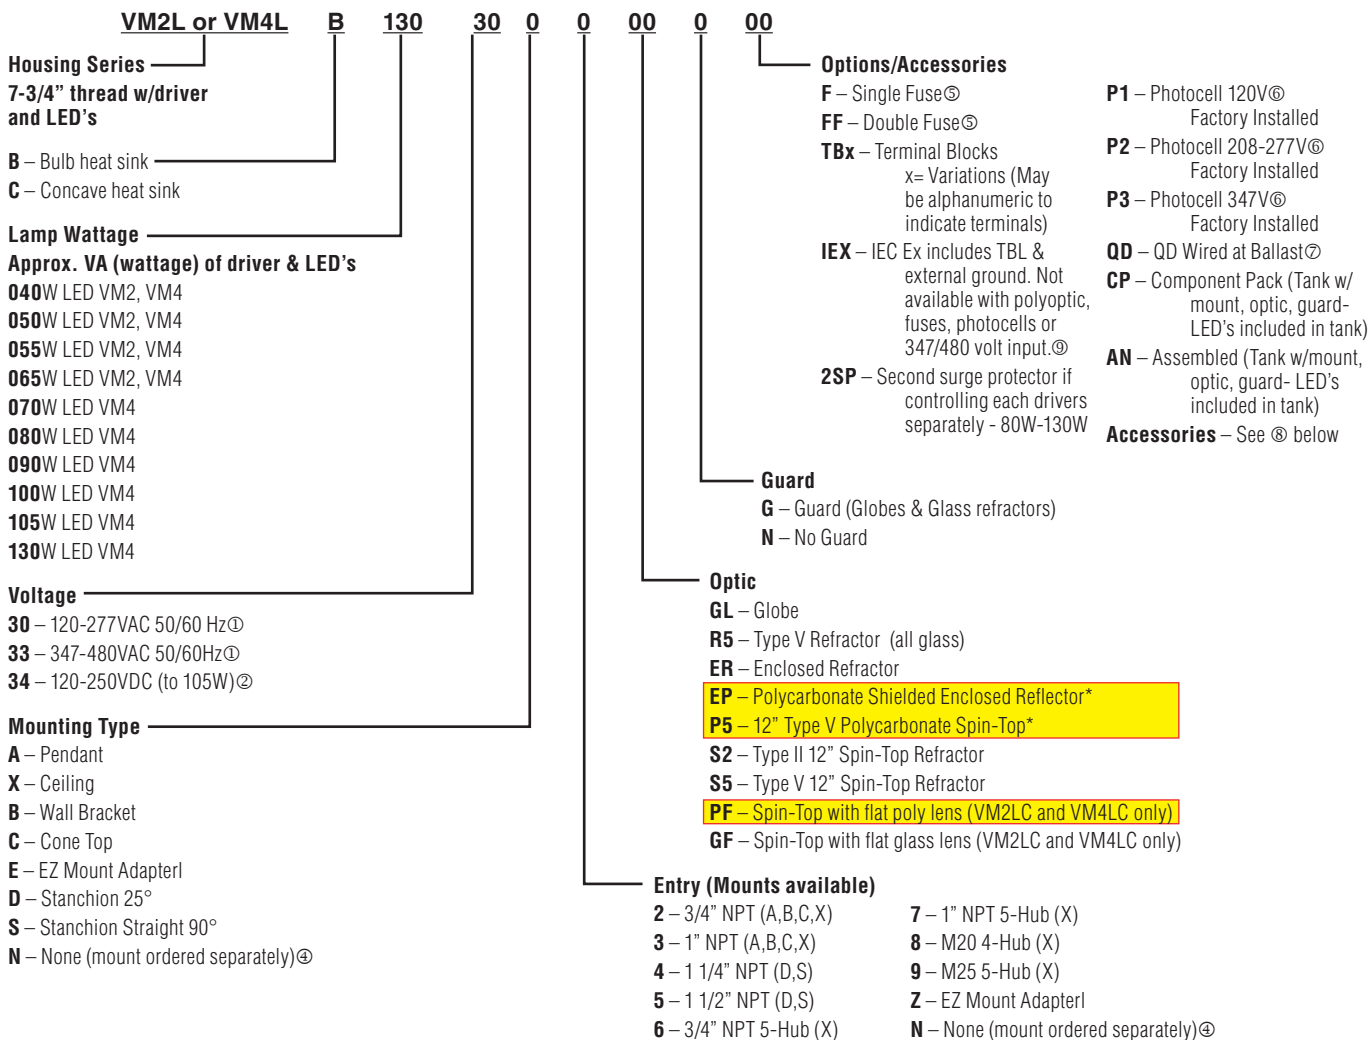 VM2L or VM4L B 130 30 0 0 00 0 00
Housing Series
7-3/4” thread w/driver
and LED’s
B – Bulb heat sink
C – Concave heat sink
Lamp Wattage
Approx. VA (wattage) of driver & LED’s
040W LED VM2, VM4
050W LED VM2, VM4
055W LED VM2, VM4
065W LED VM2, VM4
070W LED VM4
080W LED VM4
090W LED VM4
100W LED VM4
105W LED VM4
130W LED VM4
Voltage
30 – 120-277VAC 50/60 Hz①
33 – 347-480VAC 50/60Hz①
34 – 120-250VDC (to 105W)②
Mounting Type
A – Pendant
X – Ceiling
B – Wall Bracket
C – Cone Top
E – EZ Mount Adapterl
D – Stanchion 25°
S – Stanchion Straight 90°
N – None (mount ordered separately)④
Options/Accessories
F – Single Fuse⑤
FF – Double Fuse⑤
TBx – Terminal Blocks
x= Variations (May
be alphanumeric to
indicate terminals)
IEX – IEC Ex includes TBL &
external ground. Not
available with polyoptic,
fuses, photocells or
347/480 volt input.⑨
2SP – Second surge protector if
controlling each drivers
separately - 80W-130W
P1 – Photocell 120V⑥
Factory Installed
P2 – Photocell 208-277V⑥
Factory Installed
P3 – Photocell 347V⑥
Factory Installed
QD – QD Wired at Ballast⑦
CP – Component Pack (Tank w/
mount, optic, guard-
LED’s included in tank)
AN – Assembled (Tank w/mount,
optic, guard- LED’s
included in tank)
Accessories – See ⑧ below
Guard
G – Guard (Globes & Glass refractors)
N – No Guard
Optic
GL – Globe
R5 – Type V Refractor (all glass)
ER – Enclosed Refractor
EP – Polycarbonate Shielded Enclosed Reflector*
P5 – 12” Type V Polycarbonate Spin-Top*
S2 – Type II 12” Spin-Top Refractor
S5 – Type V 12” Spin-Top Refractor
PF – Spin-Top with flat poly lens (VM2LC and VM4LC only)
GF – Spin-Top with flat glass lens (VM2LC and VM4LC only)
Entry (Mounts available)
2 – 3/4” NPT (A,B,C,X)
3 – 1” NPT (A,B,C,X)
4 – 1 1/4” NPT (D,S)
5 – 1 1/2” NPT (D,S)
6 – 3/4” NPT 5-Hub (X)
7 – 1” NPT 5-Hub (X)
8 – M20 4-Hub (X)
9 – M25 5-Hub (X)
Z – EZ Mount Adapterl
N – None (mount ordered separately)④